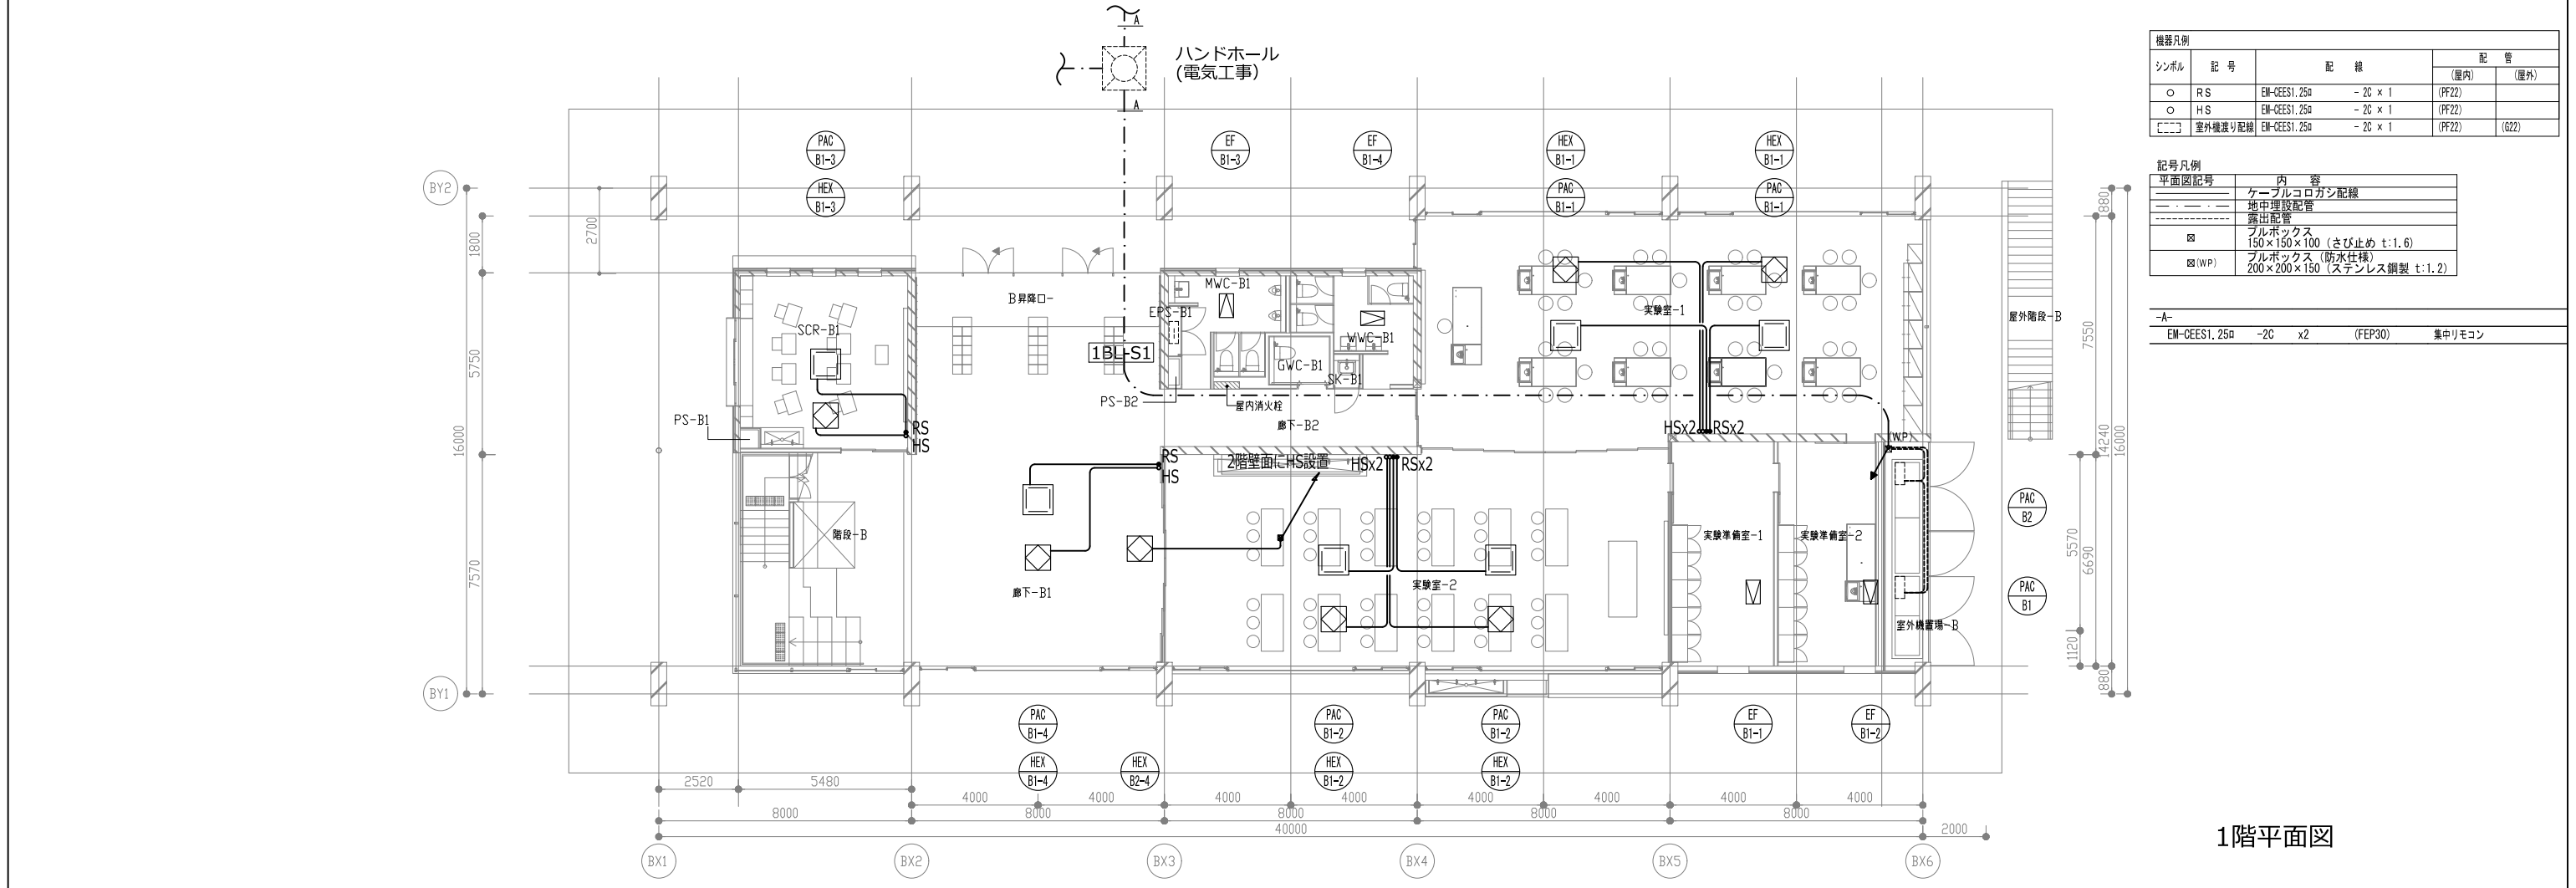 A
ハンドホール
(電気工事)
A
機器凡例
シンボル 記 号 配 線 配 管
(屋内) (屋外)
○ RS EM-CEES1.25□ - 2C × 1 (PF22)
○ HS EM-CEES1.25□ - 2C × 1 (PF22)
室外機渡り配線 EM-CEES1.25□ - 2C × 1 (PF22) (G22)
記号凡例
平面図記号 内 容
ケーブルコロガシ配線
地中埋設配管
露出配管
プルボックス
150×150×100 (さび止め t:1.6)
(WP) プルボックス (防水仕様)
200×200×150 (ステンレス鋼製 t:1.2)
-A-
EM-CEES1.25□ -2C x2 (FEP30) 集中リモコン
PAC B1-3
EF B1-3
EF B1-4
HEX B1-1
HEX B1-1
HEX B1-3
PAC B1-1
PAC B1-1
BY2
2700
1800
5750
16000
7570
BY1
880
7550
14240
16000
5570
6690
1120
880
B昇降口-
MWC-B1
EPS-B1
SCR-B1
1BL-S1
WWC-B1
GWC-B1
SK-B1
実験室-1
屋外階段-B
PS-B2
屋内消火栓
PS-B1
RS
HS
廊下-B2
HSx2 RSx2
(WP)
RS
HS
2階壁面にHS設置
HSx2 RSx2
階段-B
廊下-B1
実験室-2
実験準備室-1
実験準備室-2
室外機置場-B
PAC B2
PAC B1
PAC B1-4
PAC B1-2
PAC B1-2
EF B1-1
EF B1-2
HEX B1-4
HEX B2-4
HEX B1-2
HEX B1-2
2520 5480
4000 4000 4000 4000 4000 4000 4000 4000
8000 8000 8000 8000 8000
40000 2000
BX1 BX2 BX3 BX4 BX5 BX6
1階平面図